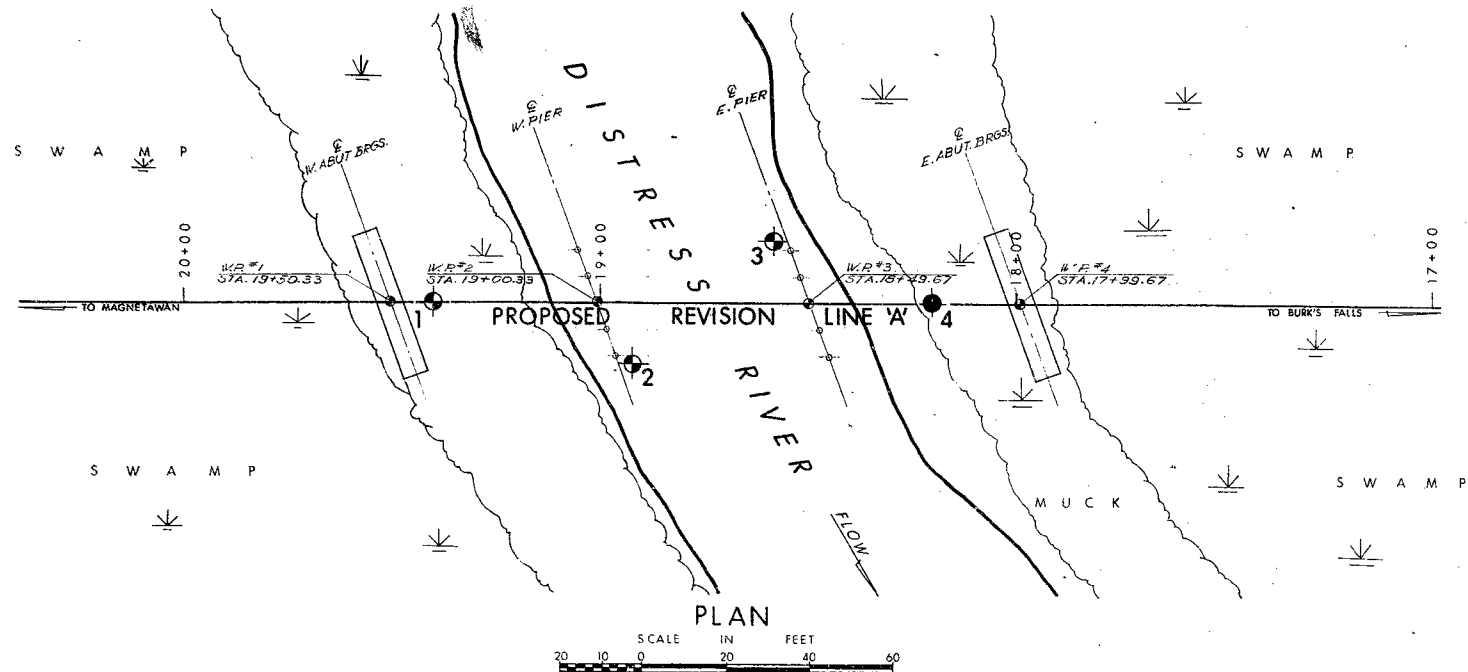 DISTRESS RIVER
℄
W. PIER
℄
E. PIER
℄
W. ABUT. BRGS.
℄
E. ABUT. BRGS.
SWAMP
SWAMP
20+00
19+00
18+00
17+00
W.P. #1
STA. 19+50.33
W.P. #2
STA. 19+00.33
3
W.P. #3
STA. 18+49.67
W.P. #4
STA. 17+99.67
TO MAGNETAWAN
1
PROPOSED REVISION LINE 'A'
4
TO BURK'S FALLS
2
SWAMP
SWAMP
MUCK
FLOW
PLAN
SCALE IN FEET
20 10 0 20 40 60